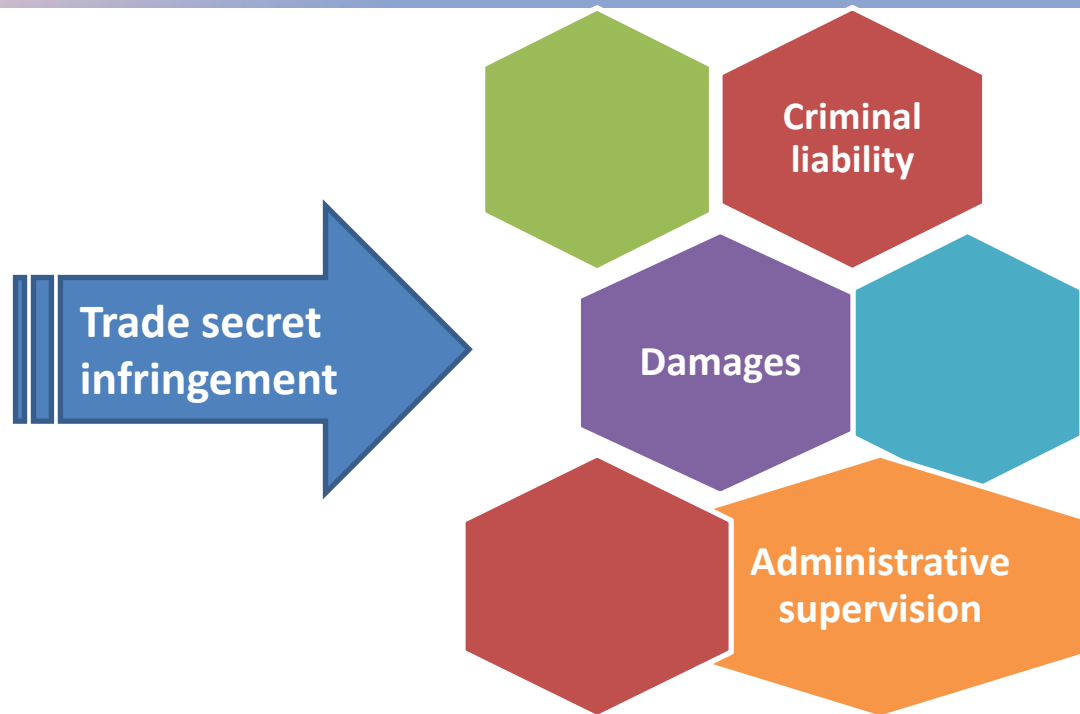 Criminal
liability
Trade secret
infringement
Damages
Administrative
supervision